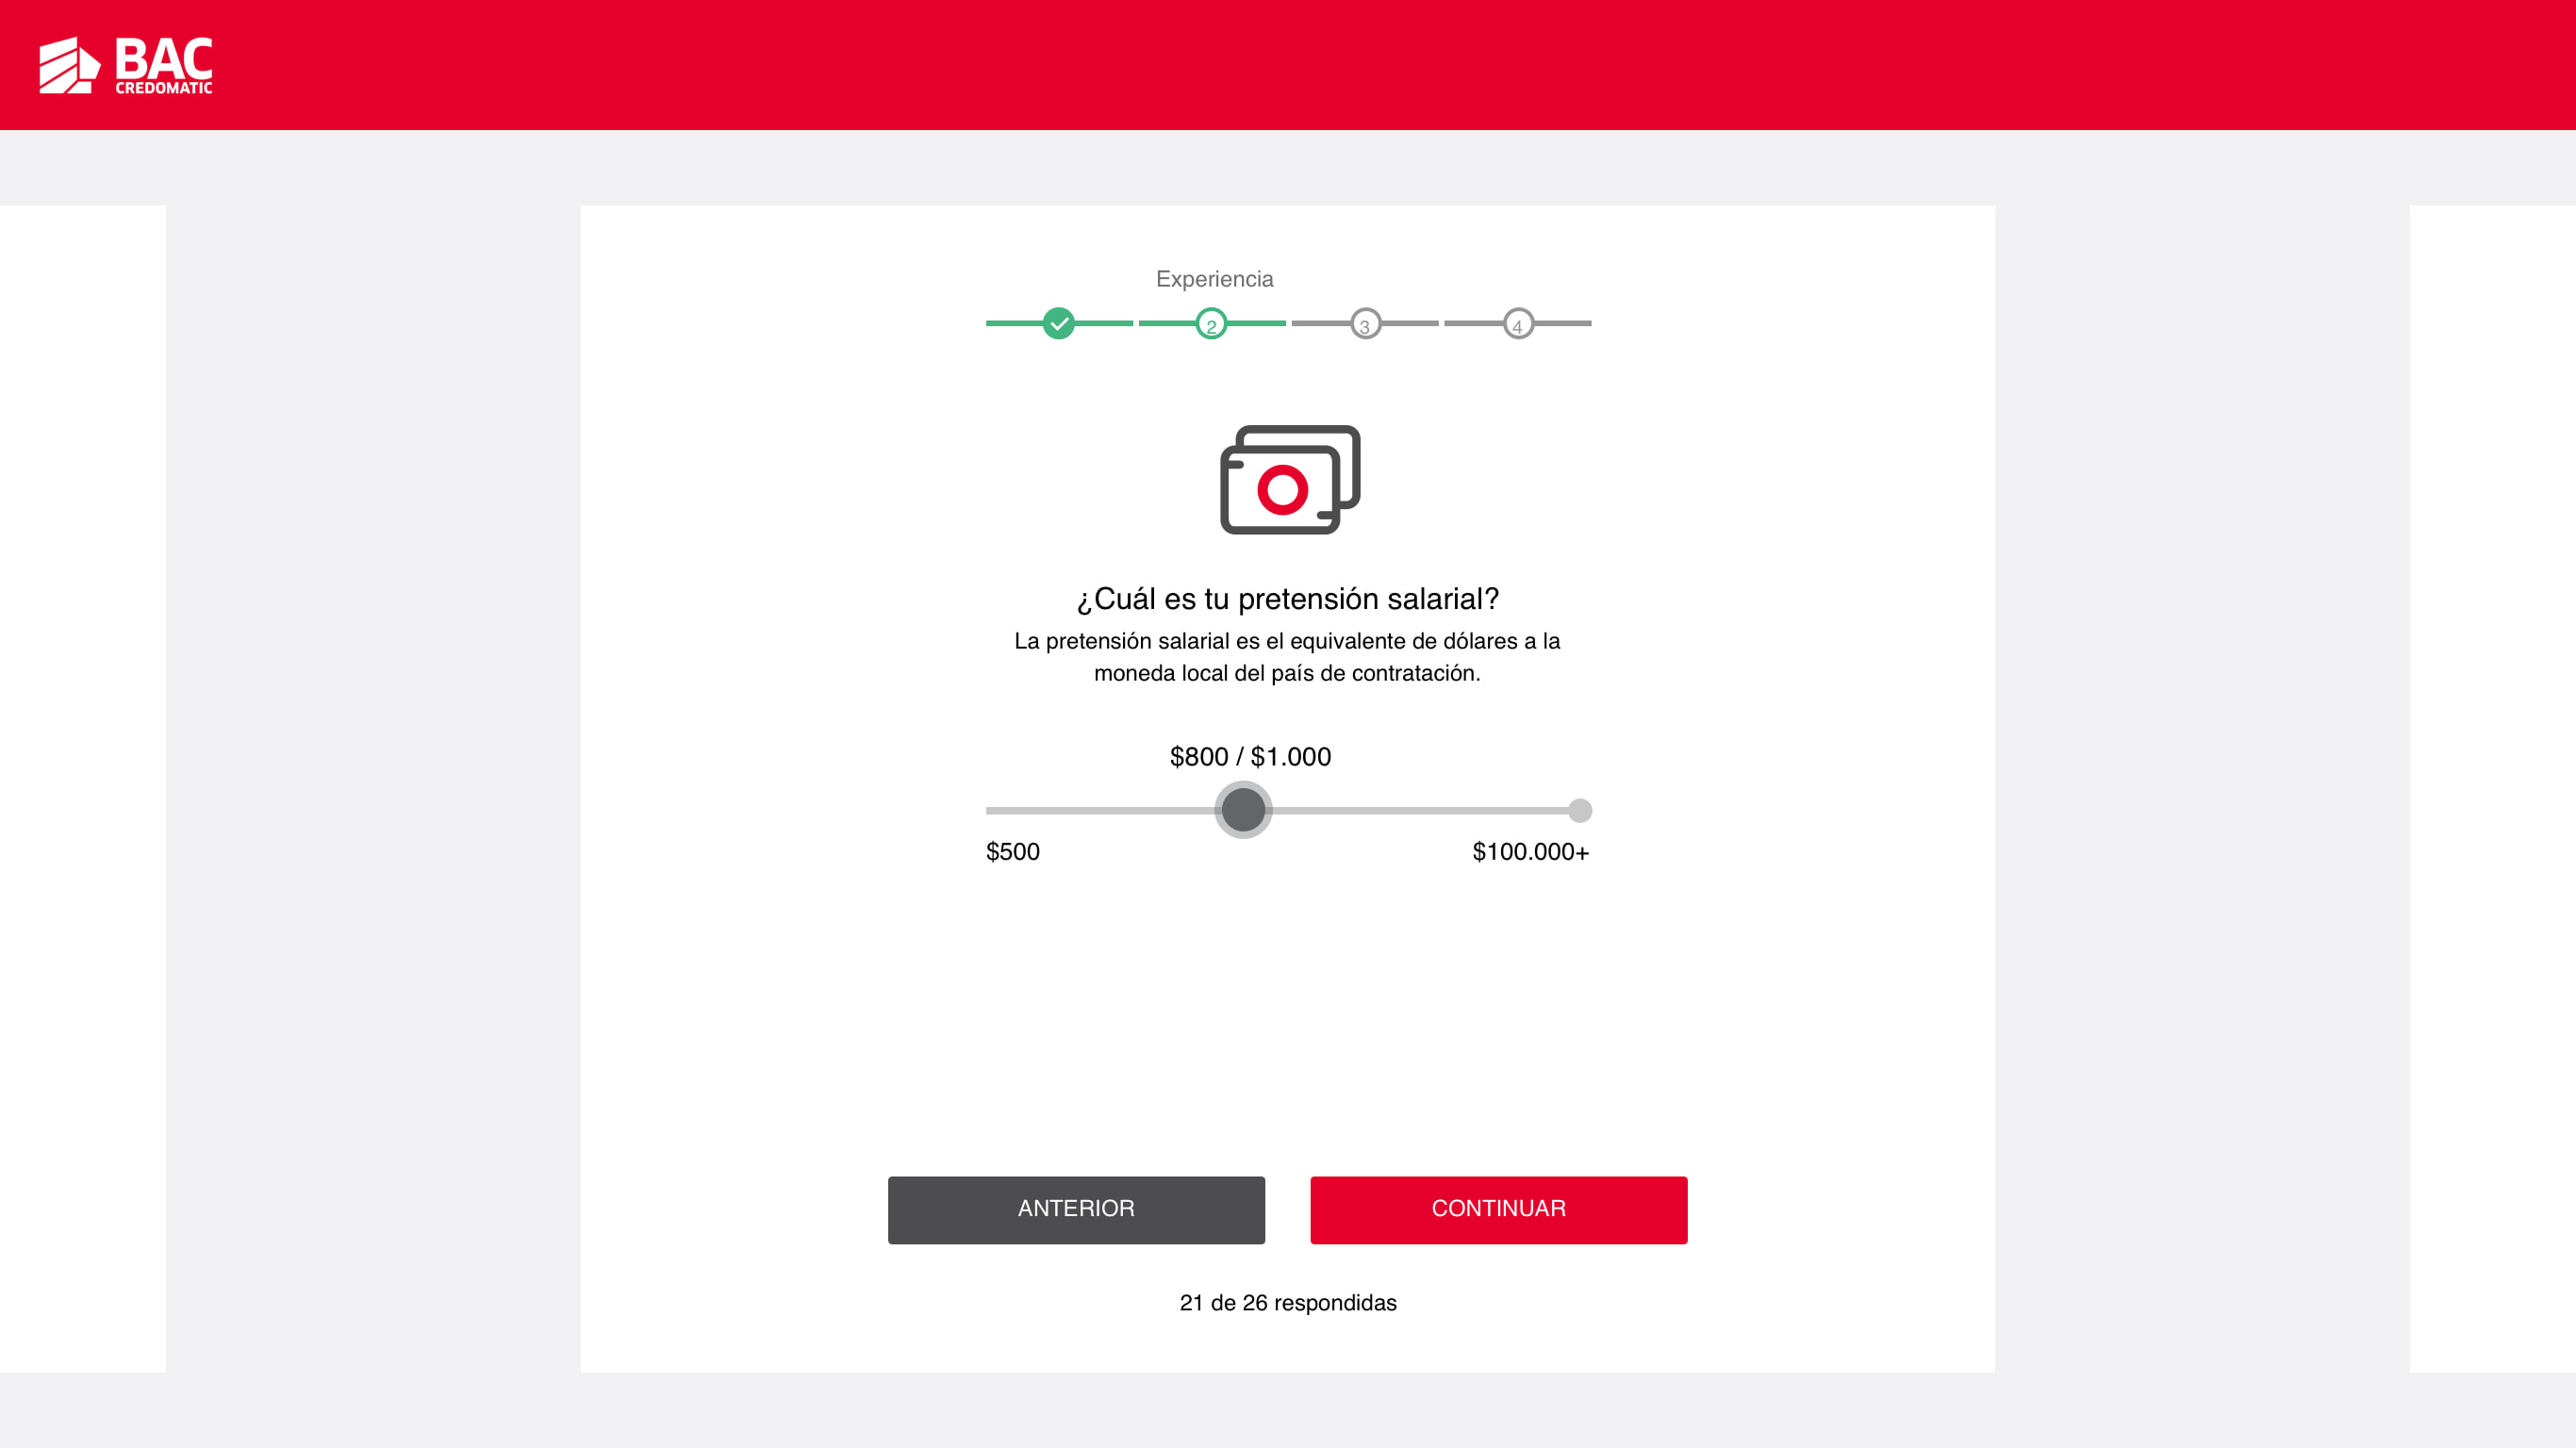 BAC
CREDOMATIC
Experiencia
2
3
4
¿Cuál es tu pretensión salarial?
La pretensión salarial es el equivalente de dólares a la
moneda local del país de contratación.
$800 / $1.000
$500
$100.000+
ANTERIOR
CONTINUAR
21 de 26 respondidas